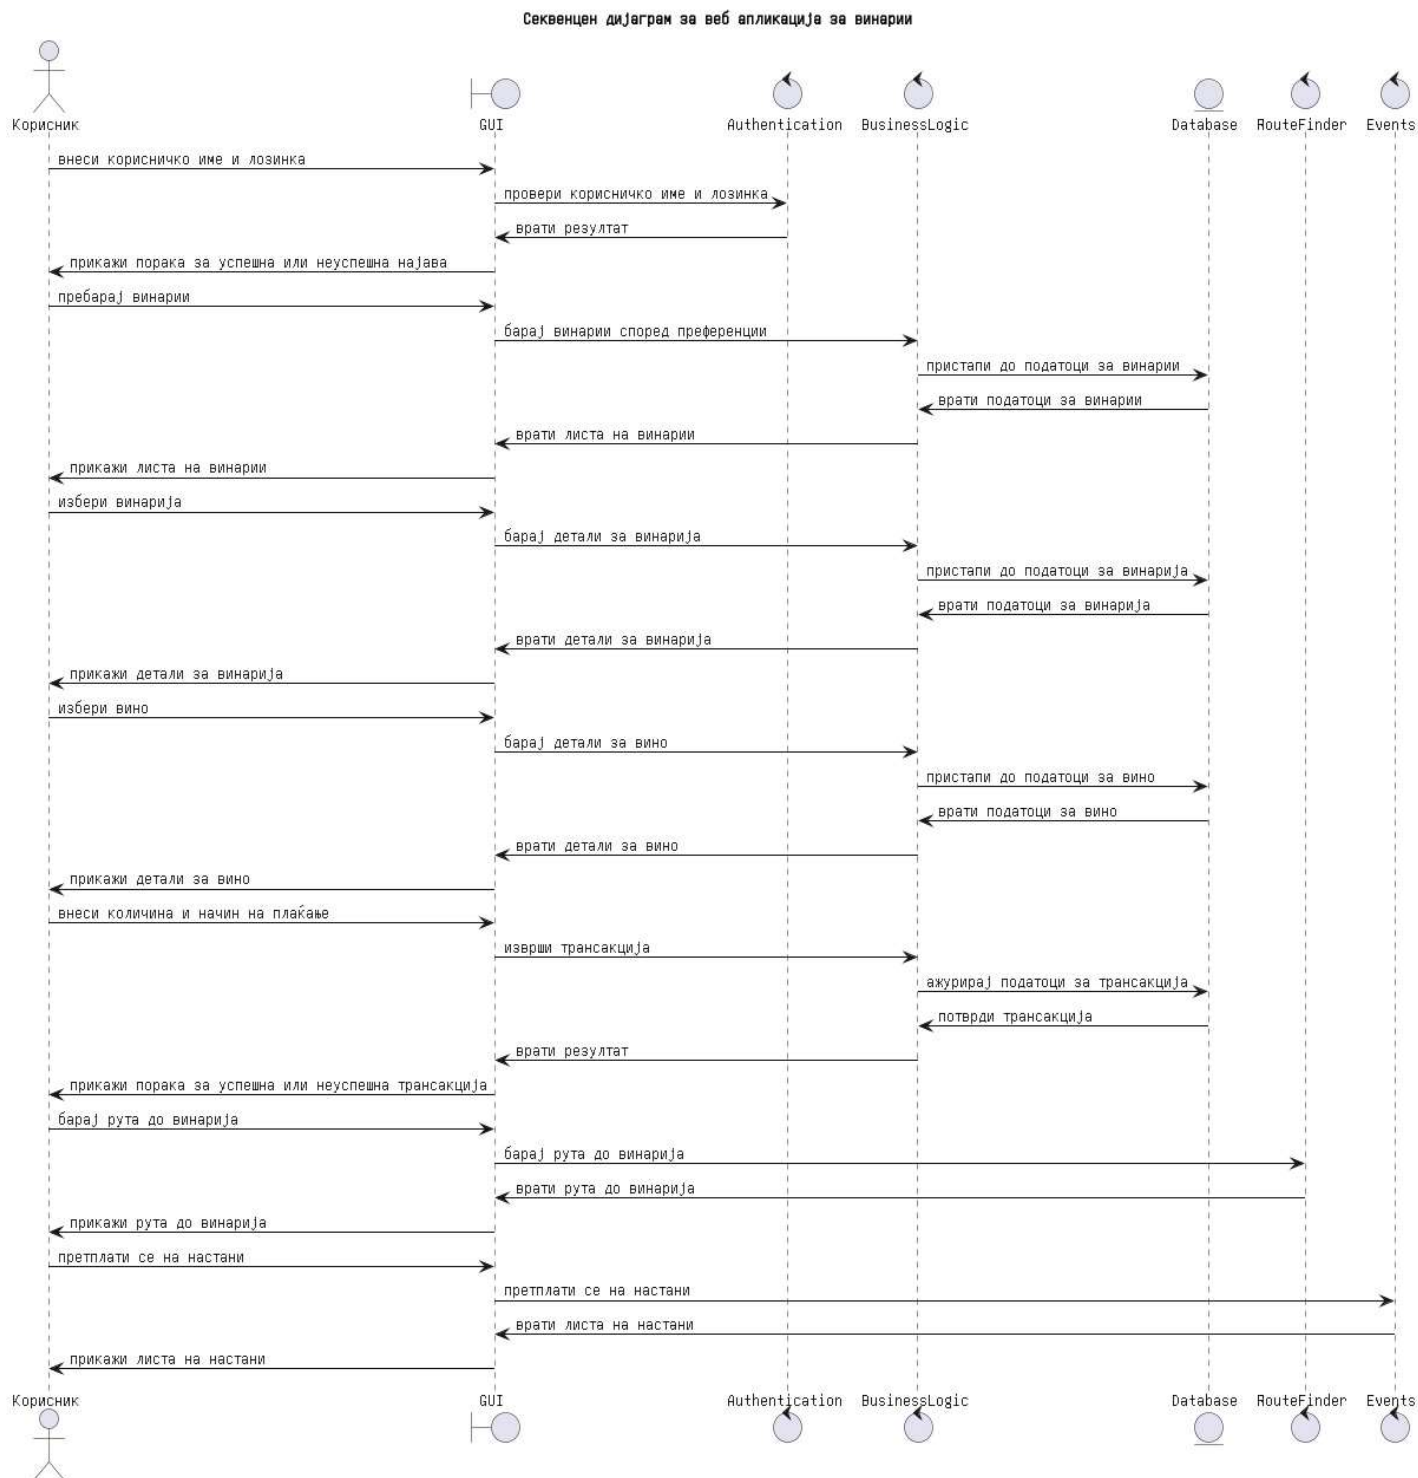 Секвенцен дијаграм за веб апликација за винарии
Корисник GUI Authentication BusinessLogic Database RouteFinder Events
внеси корисничко име и лозинка
провери корисничко име и лозинка
врати резултат
прикажи порака за успешна или неуспешна најава
пребарај винарии
барај винарии според преференции
пристапи до податоци за винарии
врати податоци за винарии
врати листа на винарии
прикажи листа на винарии
избери винарија
барај детали за винарија
пристапи до податоци за винарија
врати податоци за винарија
врати детали за винарија
прикажи детали за винарија
избери вино
барај детали за вино
пристапи до податоци за вино
врати податоци за вино
врати детали за вино
прикажи детали за вино
внеси количина и начин на плаќање
изврши трансакција
ажурирај податоци за трансакција
потврди трансакција
врати резултат
прикажи порака за успешна или неуспешна трансакција
барај рута до винарија
барај рута до винарија
врати рута до винарија
прикажи рута до винарија
претплати се на настани
претплати се на настани
врати листа на настани
прикажи листа на настани
Корисник GUI Authentication BusinessLogic Database RouteFinder Events